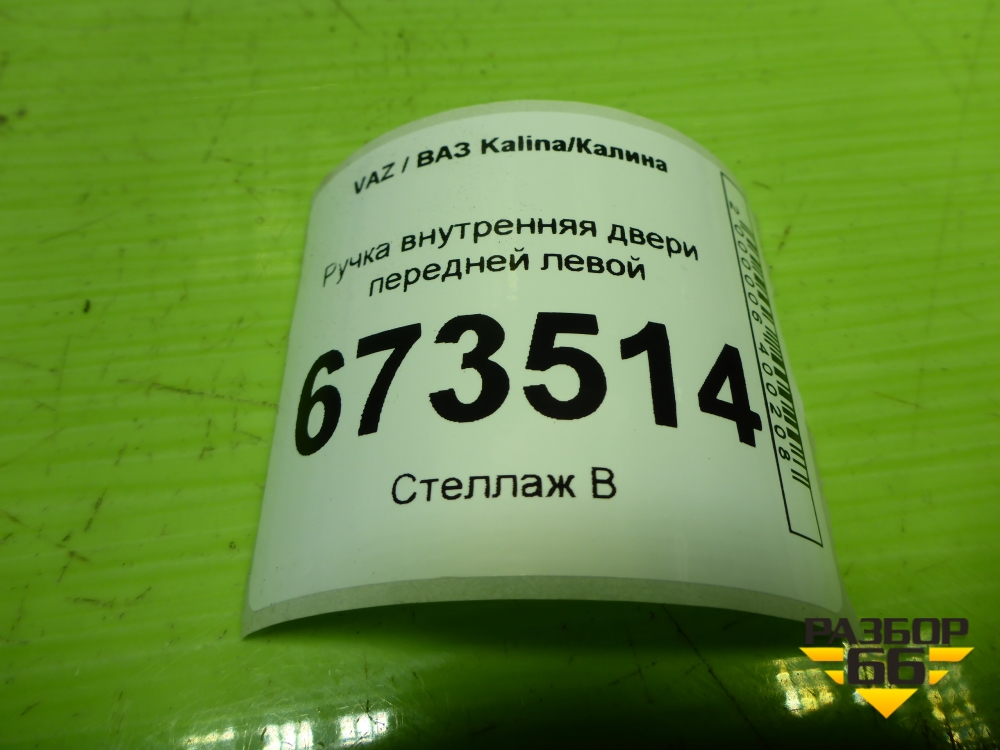 VAZ / ВАЗ Kalina/Калина
Ручка внутренняя двери
передней левой
673514
Стеллаж В
2000006400208
РАЗБОР
66